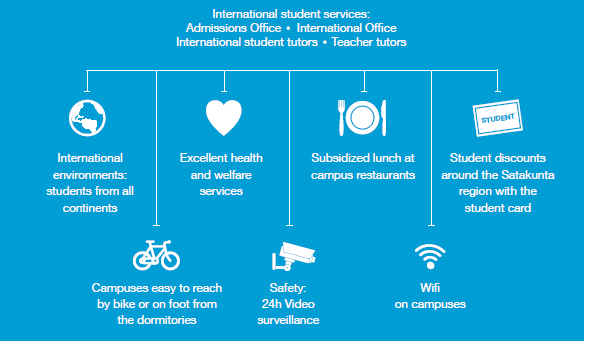 International student services:
Admissions Office • International Office
International student tutors • Teacher tutors
STUDENT
International
environments:
students from all
continents
Excellent health
and welfare
services
Subsidized lunch at
campus restaurants
Student discounts
around the Satakunta
region with the
student card
Campuses easy to reach
by bike or on foot from
the dormitories
Safety:
24h Video
surveillance
Wifi
on campuses